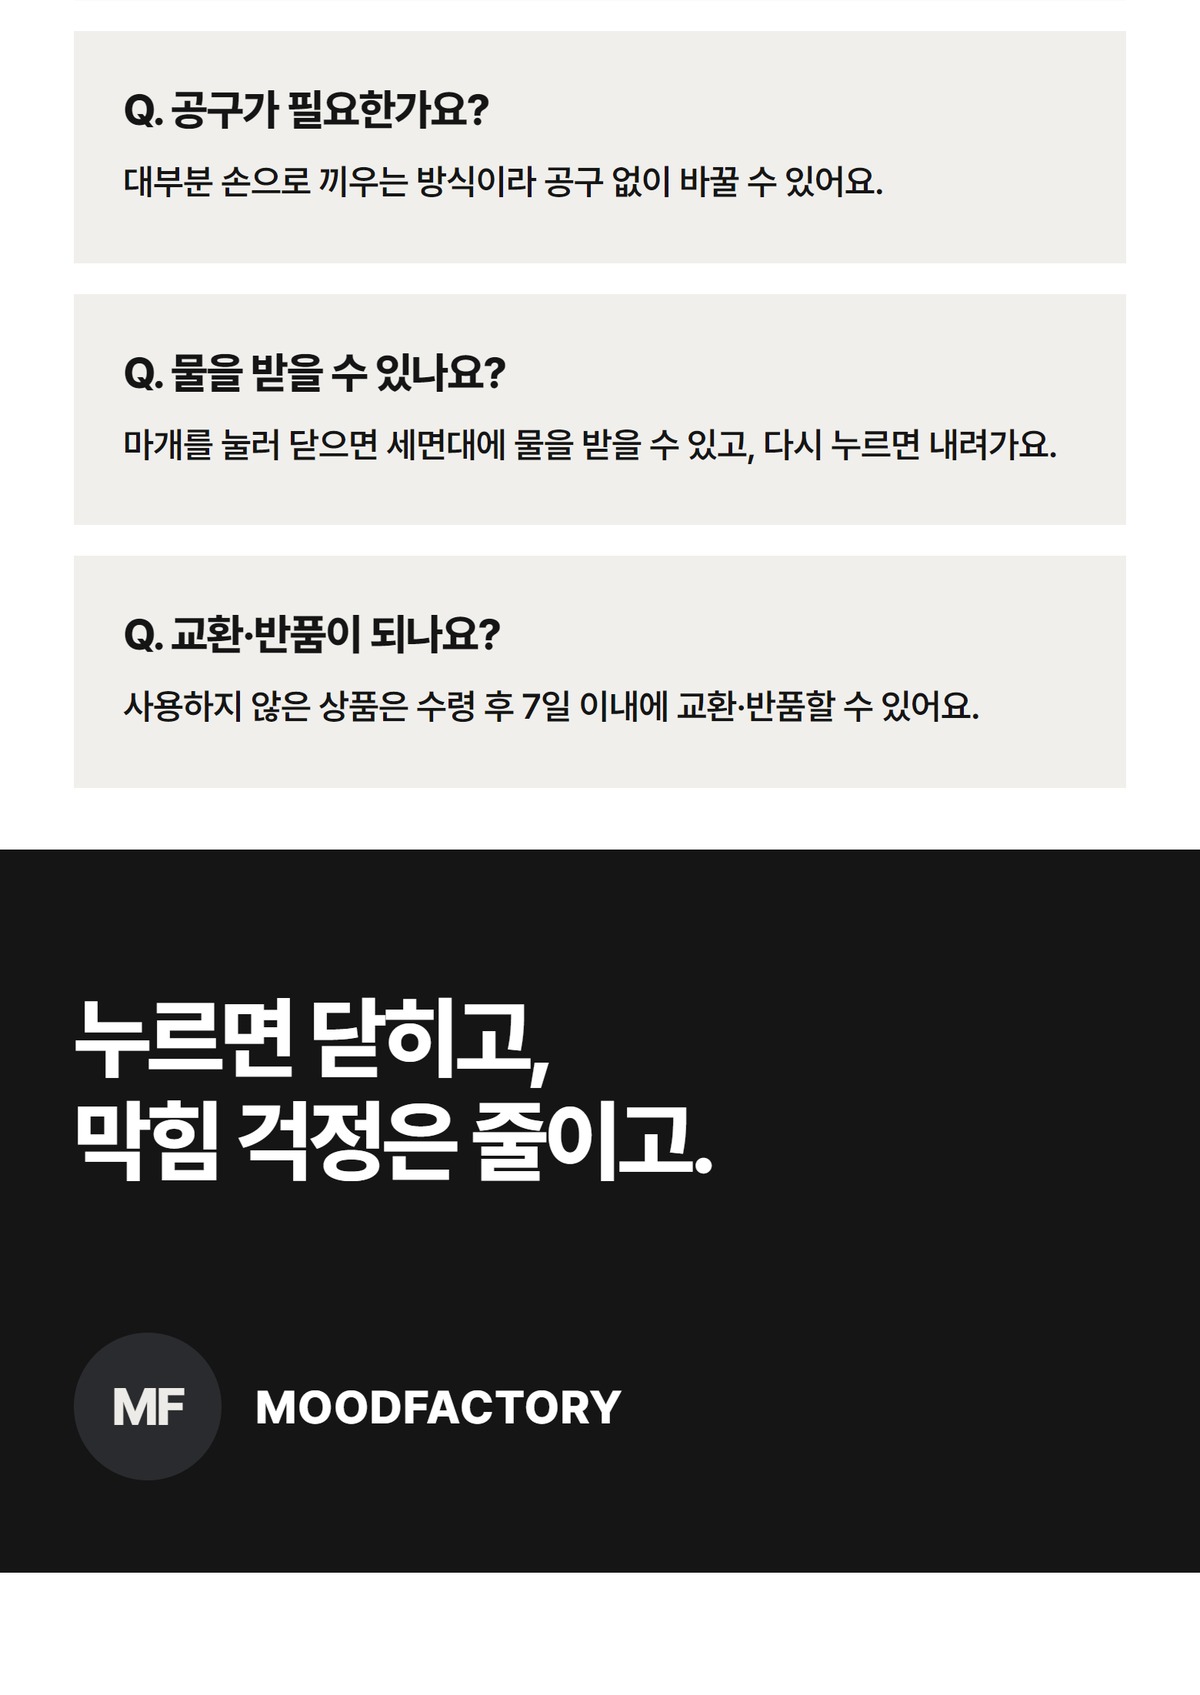 Q. 공구가 필요한가요?
대부분 손으로 끼우는 방식이라 공구 없이 바꿀 수 있어요.
Q. 물을 받을 수 있나요?
마개를 눌러 닫으면 세면대에 물을 받을 수 있고, 다시 누르면 내려가요.
Q. 교환·반품이 되나요?
사용하지 않은 상품은 수령 후 7일 이내에 교환·반품할 수 있어요.
누르면 닫히고,
막힘 걱정은 줄이고.
MF
MOODFACTORY